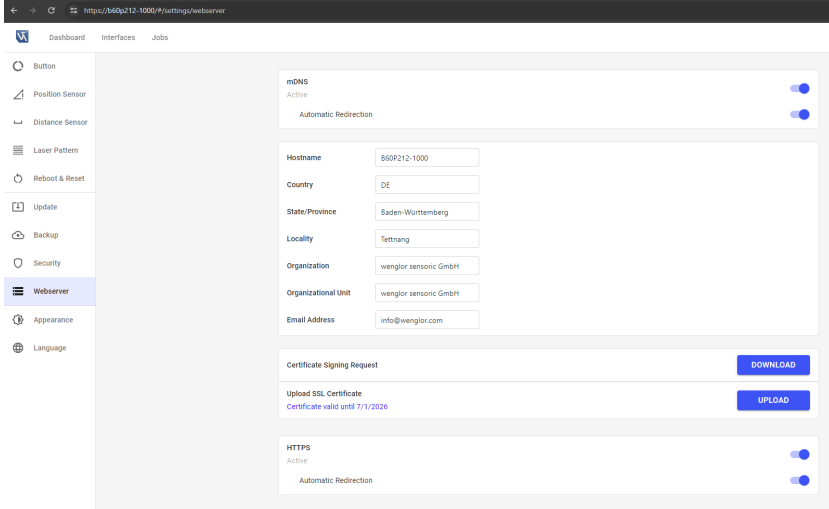 https://b60p212-1000/#/settings/webserver
Dashboard Interfaces Jobs
Button
Position Sensor
Distance Sensor
Laser Pattern
Reboot & Reset
Update
Backup
Security
Webserver
Appearance
Language
mDNS
Active
Automatic Redirection
Hostname B60P212-1000
Country DE
State/Province Baden-Württemberg
Locality Tettnang
Organization wenglor sensoric GmbH
Organizational Unit wenglor sensoric GmbH
Email Address info@wenglor.com
Certificate Signing Request DOWNLOAD
Upload SSL Certificate
Certificate valid until 7/1/2026
UPLOAD
HTTPS
Active
Automatic Redirection